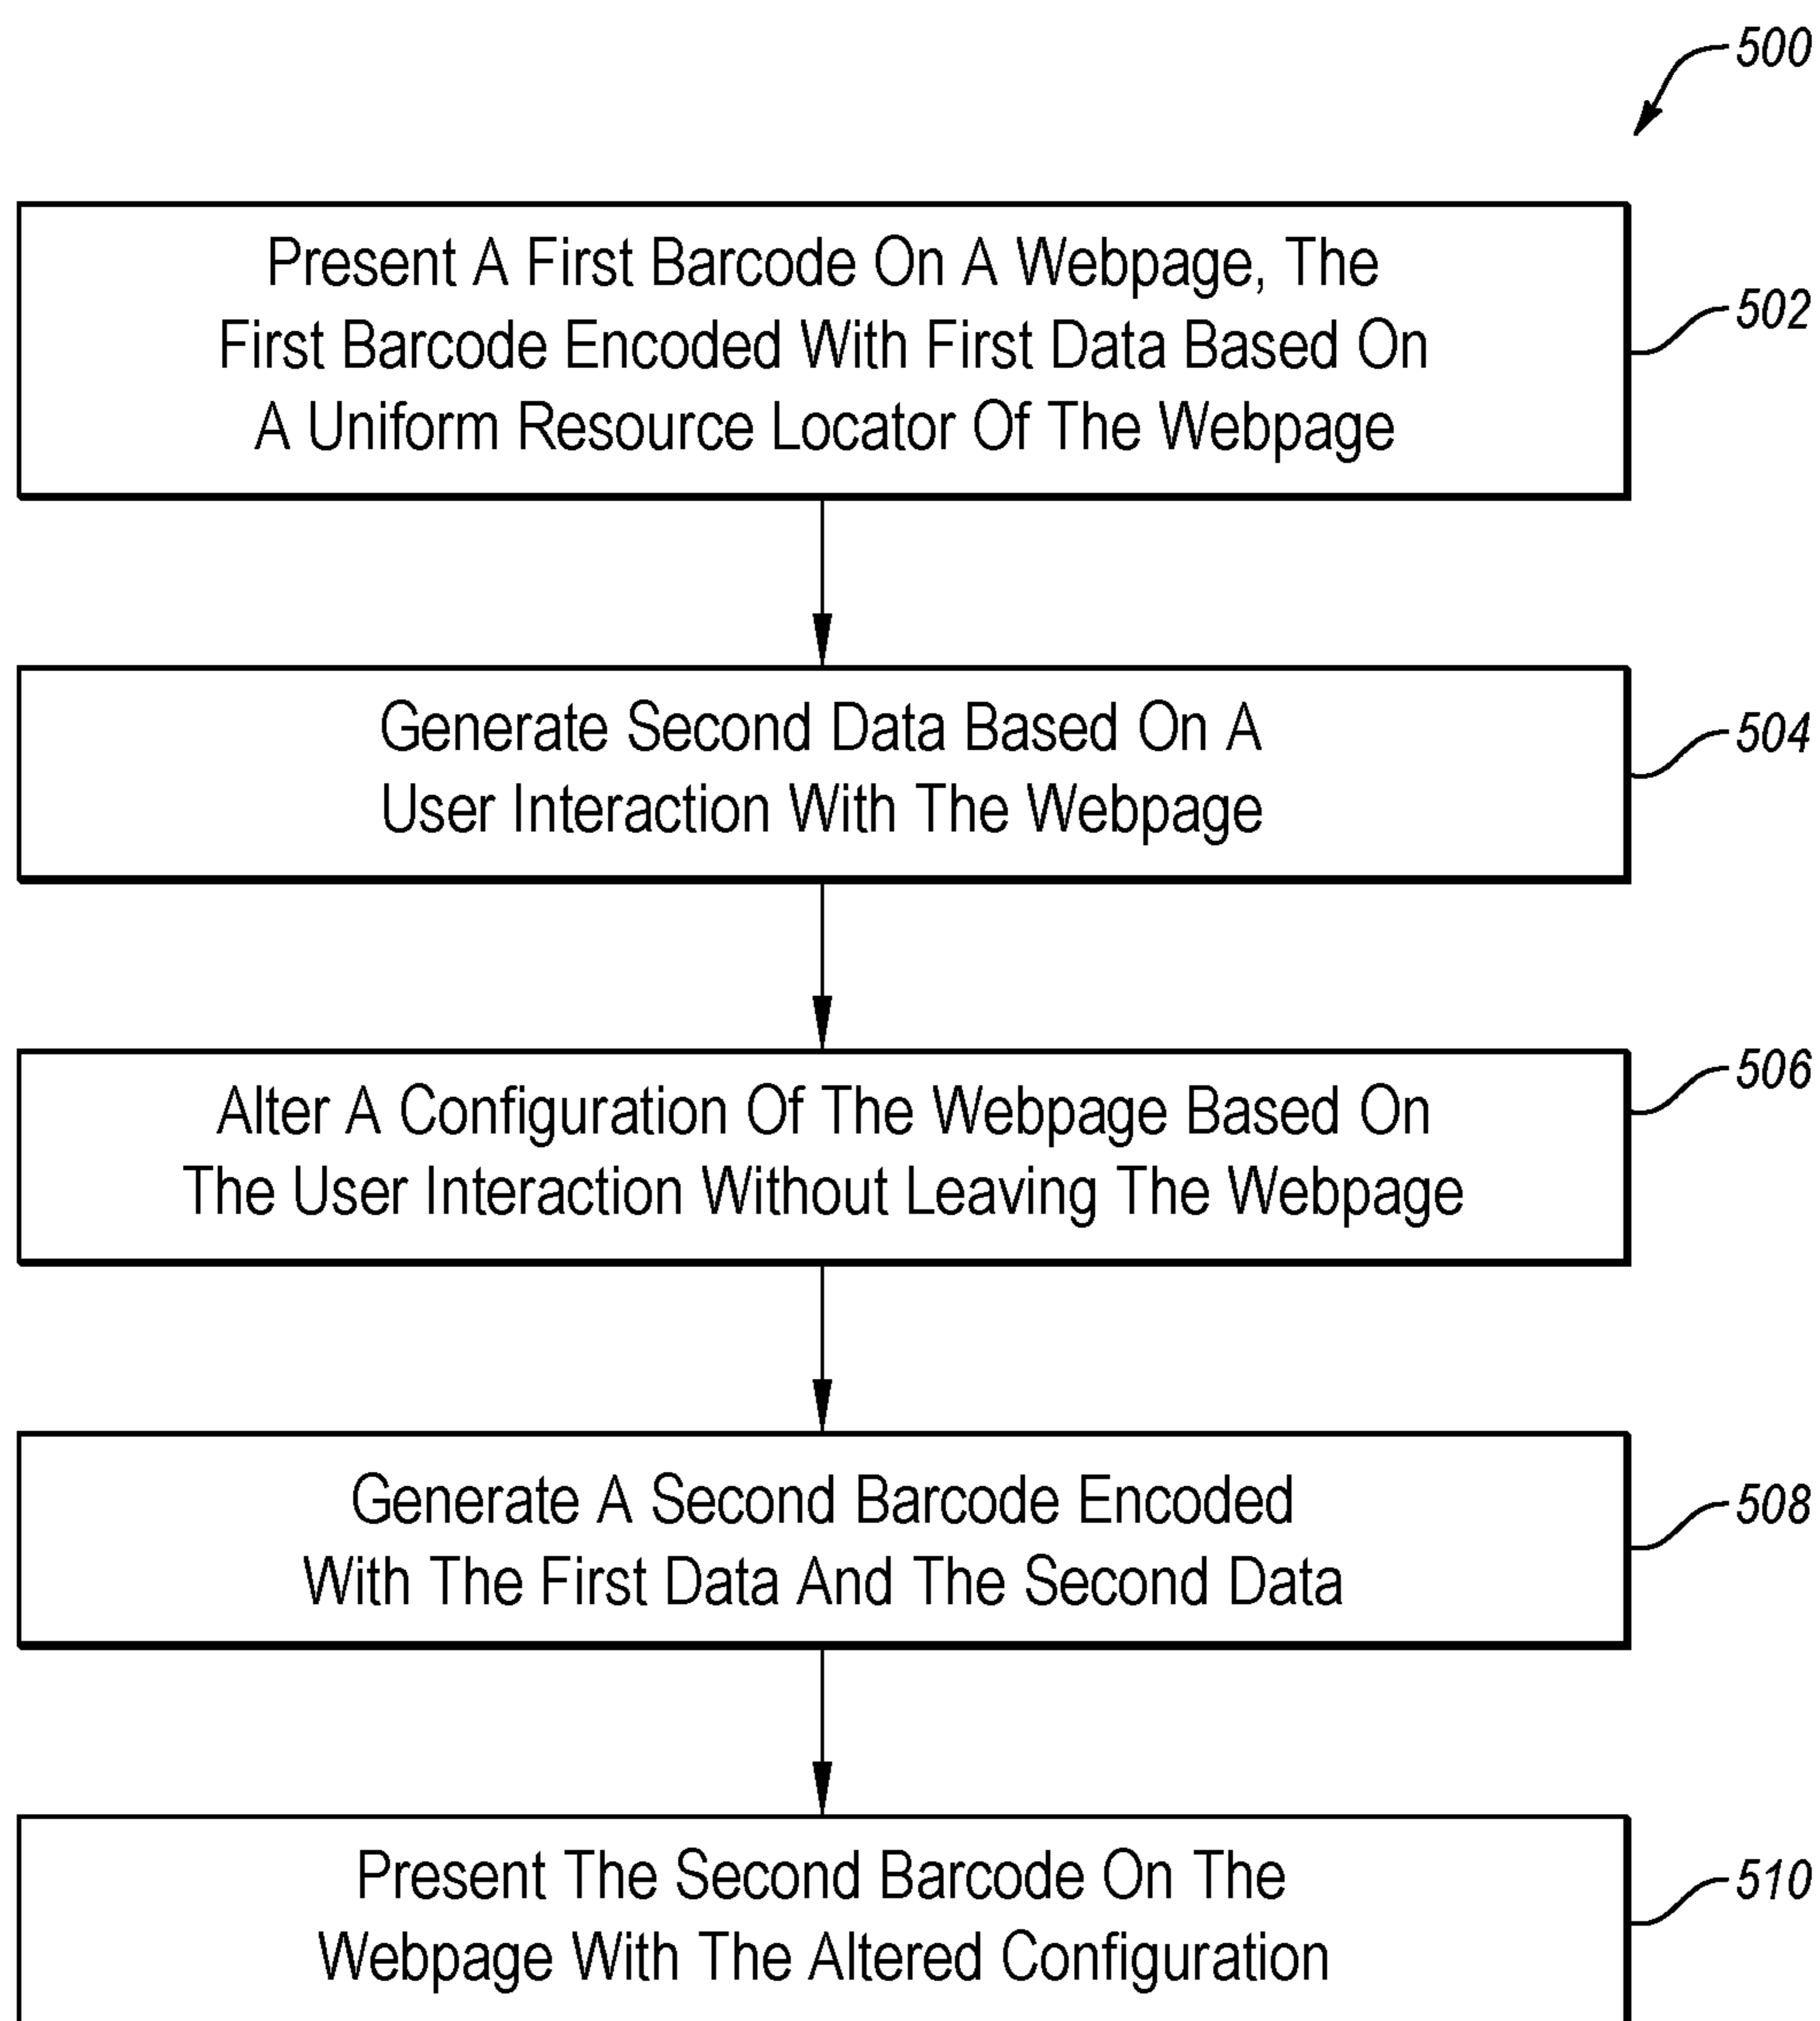 500
Present A First Barcode On A Webpage, The
First Barcode Encoded With First Data Based On
A Uniform Resource Locator Of The Webpage
502
Generate Second Data Based On A
User Interaction With The Webpage
504
Alter A Configuration Of The Webpage Based On
The User Interaction Without Leaving The Webpage
506
Generate A Second Barcode Encoded
With The First Data And The Second Data
508
Present The Second Barcode On The
Webpage With The Altered Configuration
510